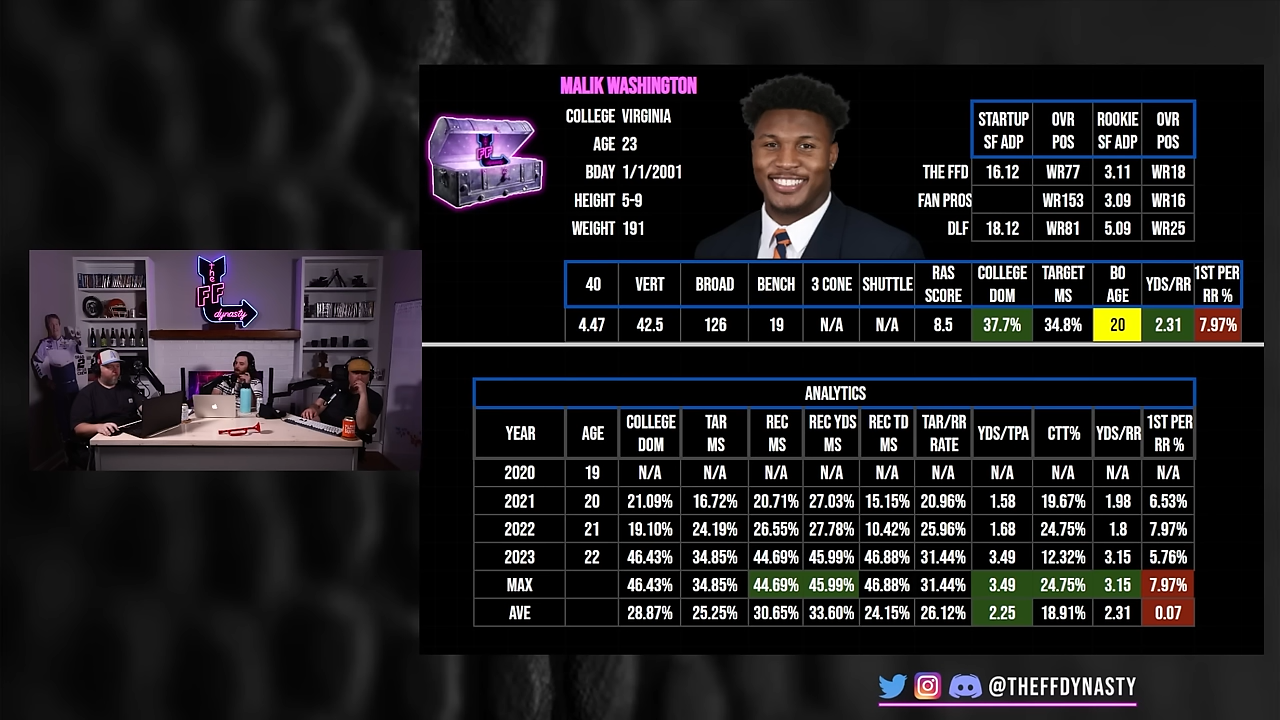 MALIK WASHINGTON
COLLEGE VIRGINIA
AGE 23
BDAY 1/1/2001
HEIGHT 5-9
WEIGHT 191
STARTUP SF ADP OVR POS ROOKIE SF ADP OVR POS
THE FFD 16.12 WR77 3.11 WR18
FAN PROS WR153 3.09 WR16
DLF 18.12 WR81 5.09 WR25
40 VERT BROAD BENCH 3 CONE SHUTTLE RAS SCORE COLLEGE DOM TARGET MS BO AGE YDS/RR 1ST PER RR %
4.47 42.5 126 19 N/A N/A 8.5 37.7% 34.8% 20 2.31 7.97%
ANALYTICS
YEAR AGE COLLEGE DOM TAR MS REC MS REC YDS MS REC TD MS TAR/RR RATE YDS/TPA CTT% YDS/RR 1ST PER RR %
2020 19 N/A N/A N/A N/A N/A N/A N/A N/A N/A N/A
2021 20 21.09% 16.72% 20.71% 27.03% 15.15% 20.96% 1.58 19.67% 1.98 6.53%
2022 21 19.10% 24.19% 26.55% 27.78% 10.42% 25.96% 1.68 24.75% 1.8 7.97%
2023 22 46.43% 34.85% 44.69% 45.99% 46.88% 31.44% 3.49 12.32% 3.15 5.76%
MAX 46.43% 34.85% 44.69% 45.99% 46.88% 31.44% 3.49 24.75% 3.15 7.97%
AVE 28.87% 25.25% 30.65% 33.60% 24.15% 26.12% 2.25 18.91% 2.31 0.07
the
FF
dynasty
FF
@THEFFDYNASTY